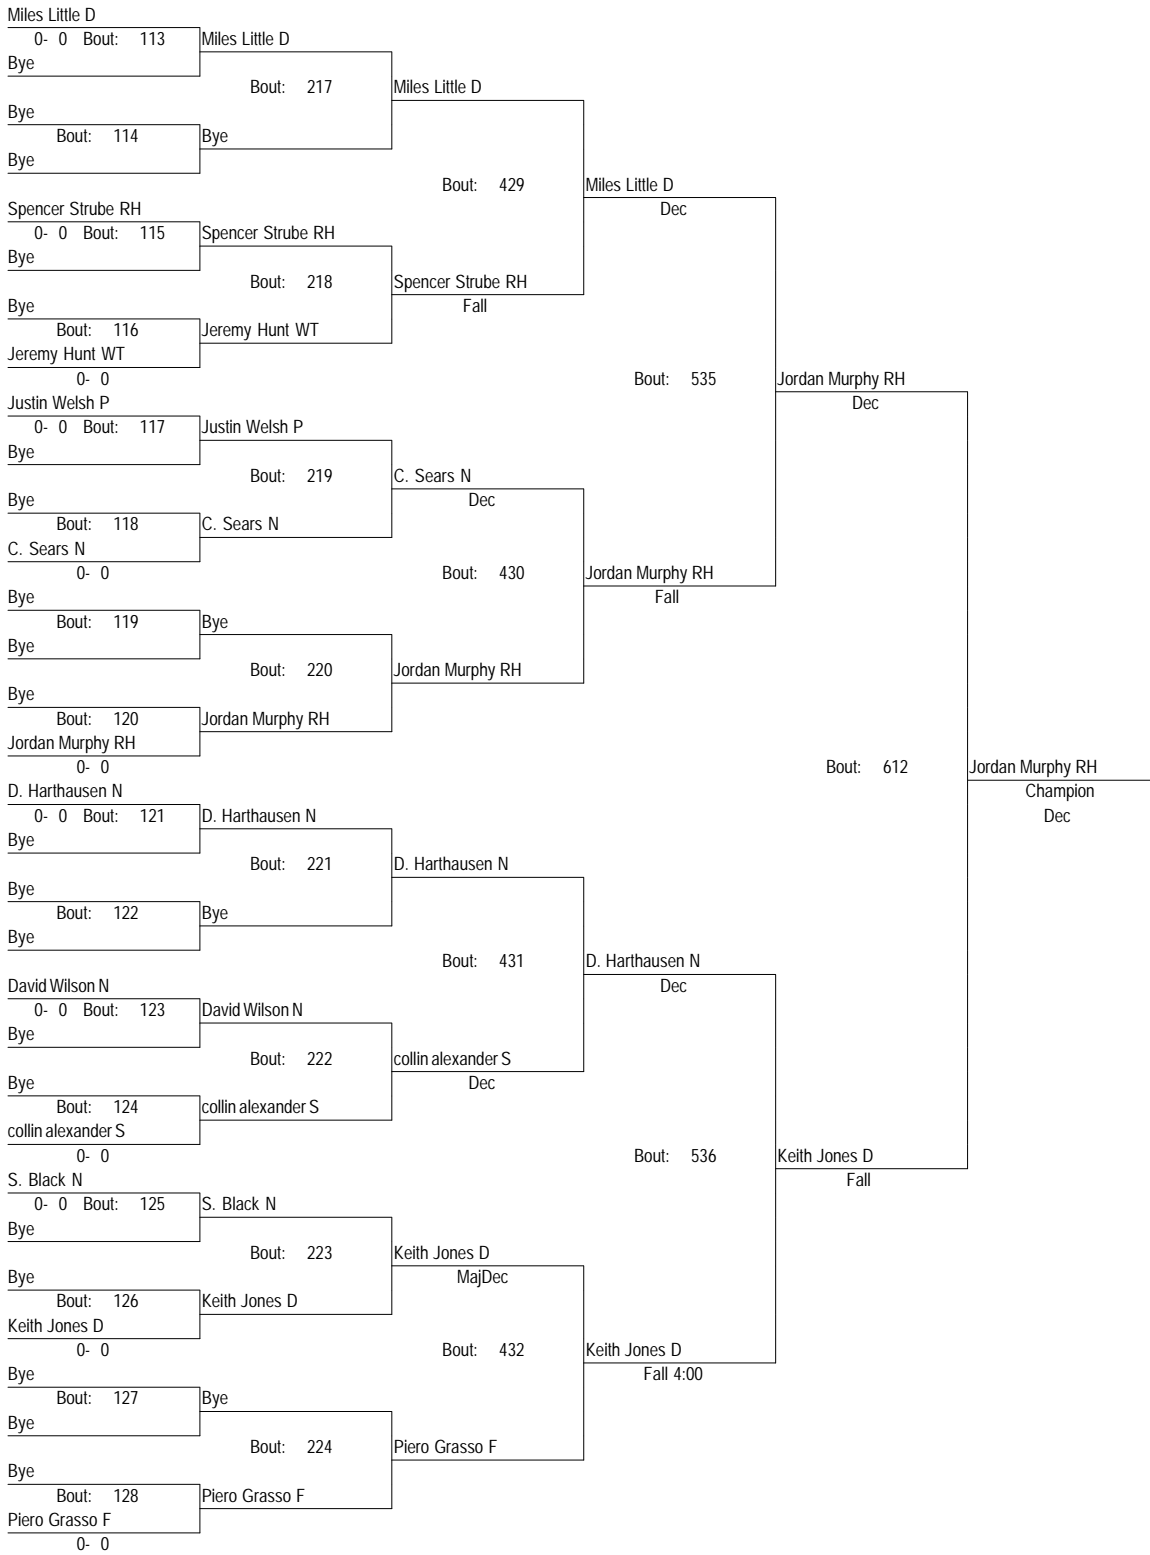 Miles Little D
0- 0 Bout: 113 Miles Little D
Bye
Bout: 217 Miles Little D
Bye
Bout: 114 Bye
Bye
Bout: 429 Miles Little D
Spencer Strube RH Dec
0- 0 Bout: 115 Spencer Strube RH
Bye
Bout: 218 Spencer Strube RH
Bye Fall
Bout: 116 Jeremy Hunt WT
Jeremy Hunt WT
0- 0 Bout: 535 Jordan Murphy RH
Justin Welsh P Dec
0- 0 Bout: 117 Justin Welsh P
Bye
Bout: 219 C. Sears N
Bye Dec
Bout: 118 C. Sears N
C. Sears N
0- 0 Bout: 430 Jordan Murphy RH
Bye Fall
Bout: 119 Bye
Bye
Bout: 220 Jordan Murphy RH
Bye
Bout: 120 Jordan Murphy RH
Jordan Murphy RH
0- 0 Bout: 612 Jordan Murphy RH
D. Harthausen N Champion
0- 0 Bout: 121 D. Harthausen N Dec
Bye
Bout: 221 D. Harthausen N
Bye
Bout: 122 Bye
Bye
Bout: 431 D. Harthausen N
David Wilson N Dec
0- 0 Bout: 123 David Wilson N
Bye
Bout: 222 collin alexander S
Bye Dec
Bout: 124 collin alexander S
collin alexander S
0- 0 Bout: 536 Keith Jones D
S. Black N Fall
0- 0 Bout: 125 S. Black N
Bye
Bout: 223 Keith Jones D
Bye MajDec
Bout: 126 Keith Jones D
Keith Jones D
0- 0 Bout: 432 Keith Jones D
Bye Fall 4:00
Bout: 127 Bye
Bye
Bout: 224 Piero Grasso F
Bye
Bout: 128 Piero Grasso F
Piero Grasso F
0- 0